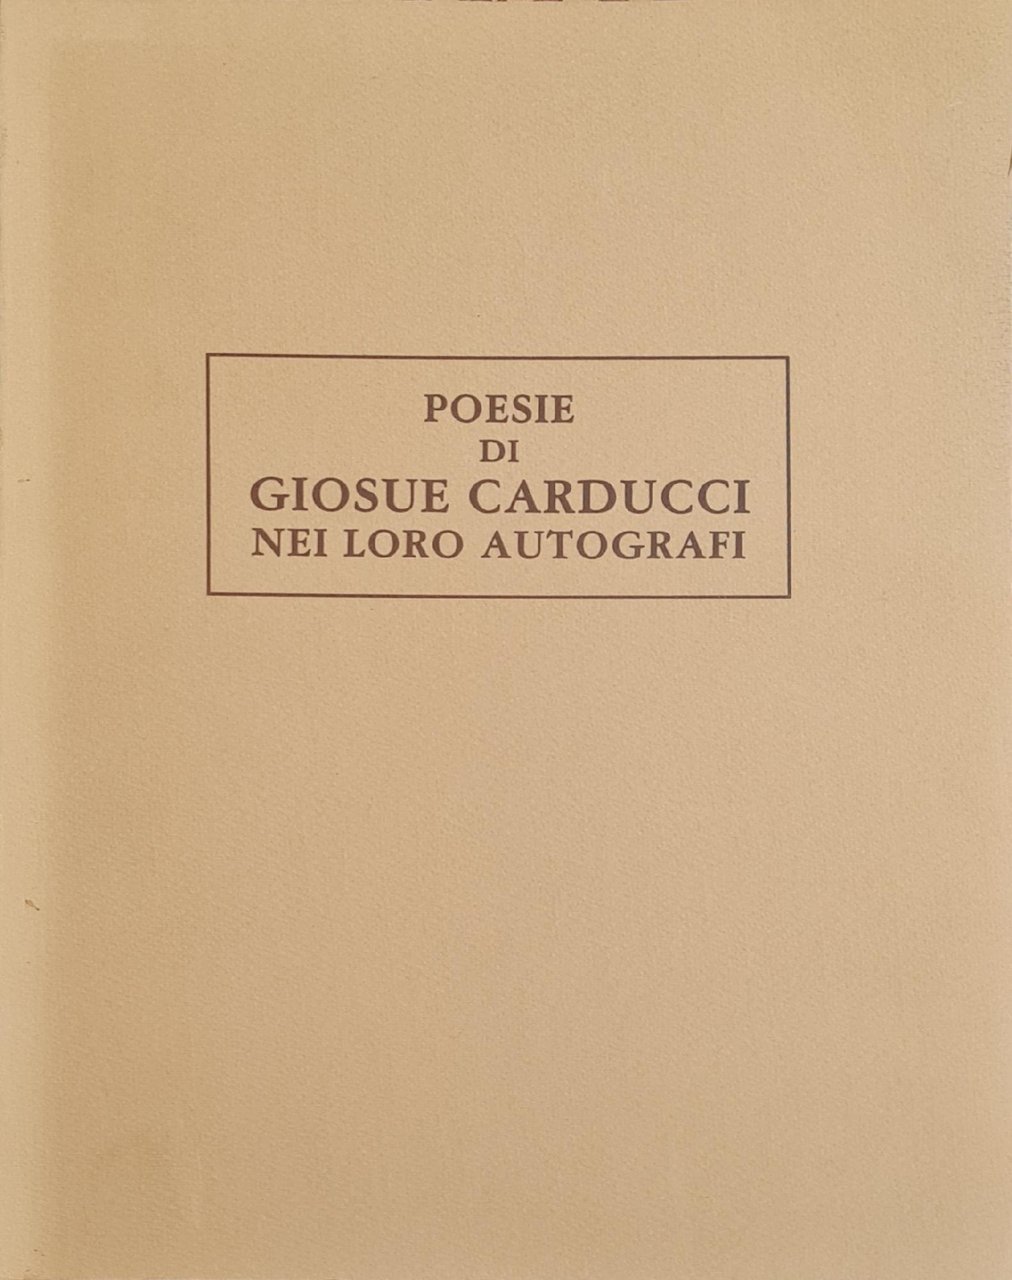 POESIE
DI
GIOSUE CARDUCCI
NEI LORO AUTOGRAFI